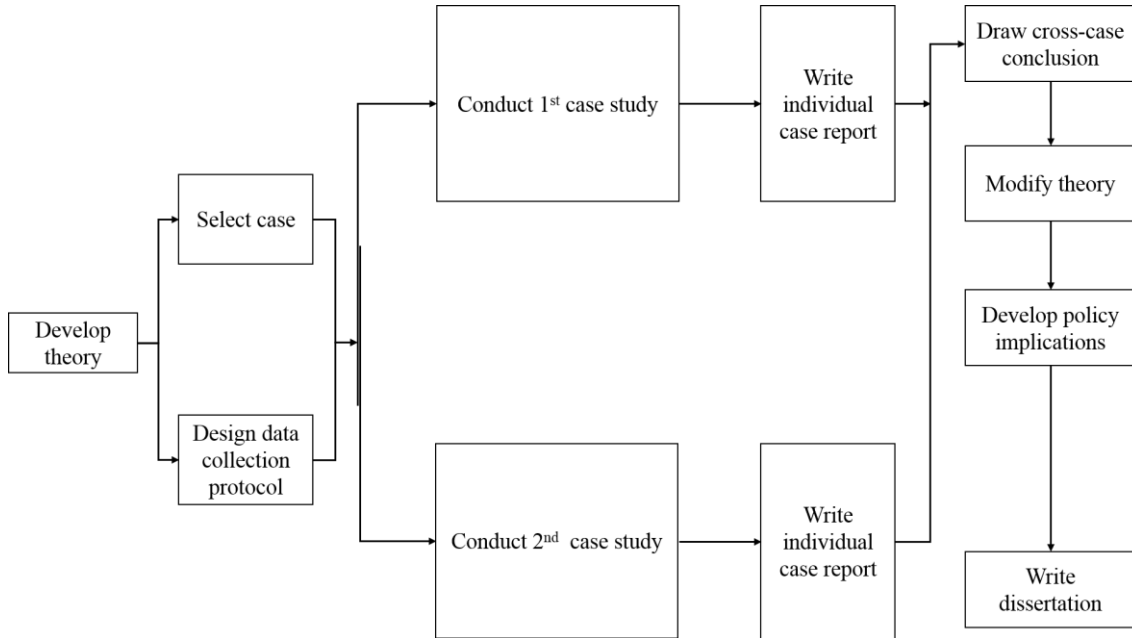 Develop
theory
Select case
Design data
collection
protocol
Conduct 1st case study
Write
individual
case report
Conduct 2nd case study
Write
individual
case report
Draw cross-case
conclusion
Modify theory
Develop policy
implications
Write
dissertation